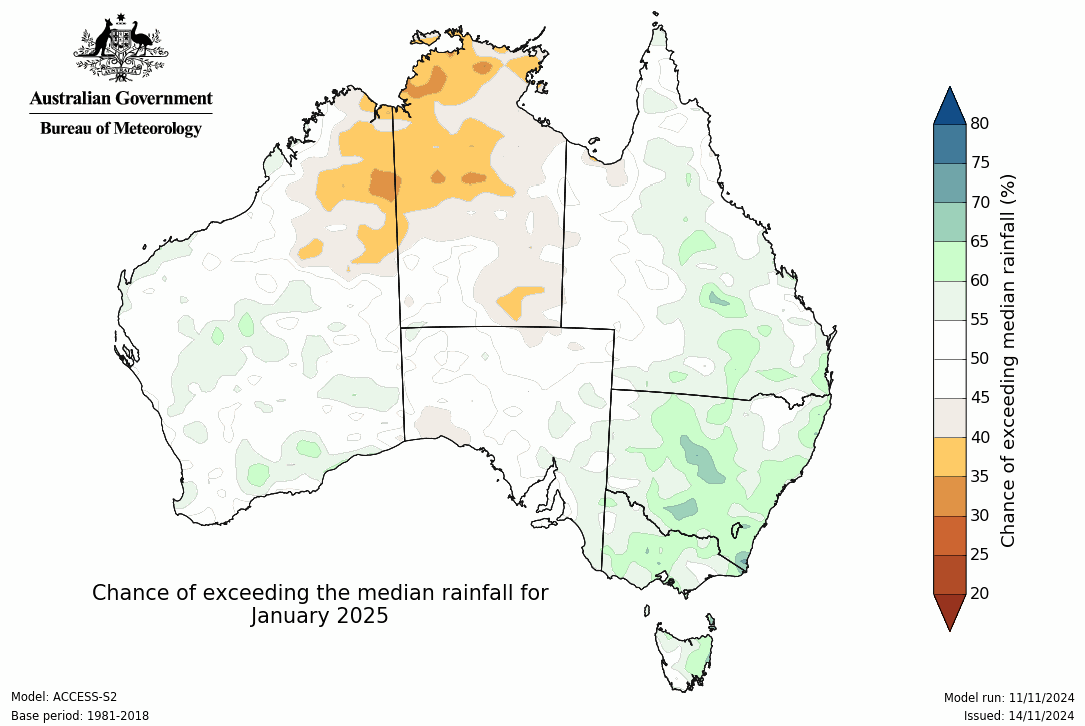 Australian Government
Bureau of Meteorology
80
75
70
65
60
55
50
45
40
35
30
25
20
Chance of exceeding median rainfall (%)
Chance of exceeding the median rainfall for
January 2025
Model: ACCESS-S2
Base period: 1981-2018
Model run: 11/11/2024
Issued: 14/11/2024